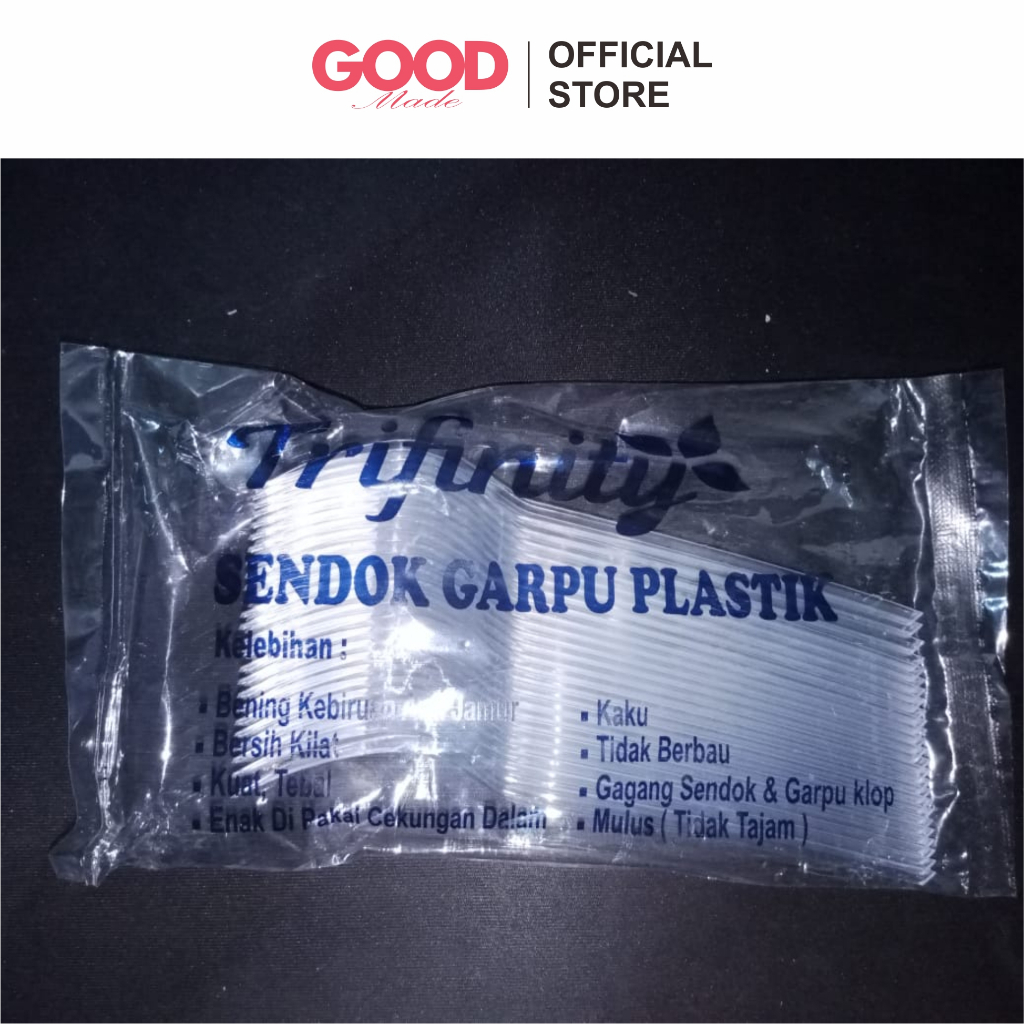 GOOD
Made
OFFICIAL
STORE
Trifinity
SENDOK GARPU PLASTIK
Kelebihan :
▪ Bening Jamur
▪ Bersih Kilat
▪ Kuat, Tebal
▪ Enak Di Pakai Cekungan Dalam
▪ Kaku
▪ Tidak Berbau
▪ Gagang Sendok & Garpu klop
▪ Mulus ( Tidak Tajam )